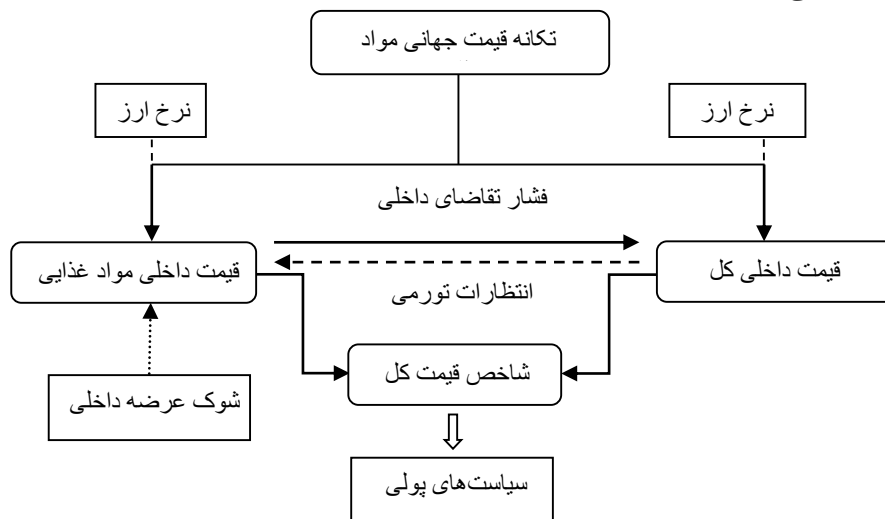 تکانه قیمت جهانی مواد
نرخ ارز
نرخ ارز
فشار تقاضای داخلی
قیمت داخلی کل
قیمت داخلی مواد غذایی
انتظارات تورمی
شاخص قیمت کل
شوک عرضه داخلی
سیاست‌های پولی